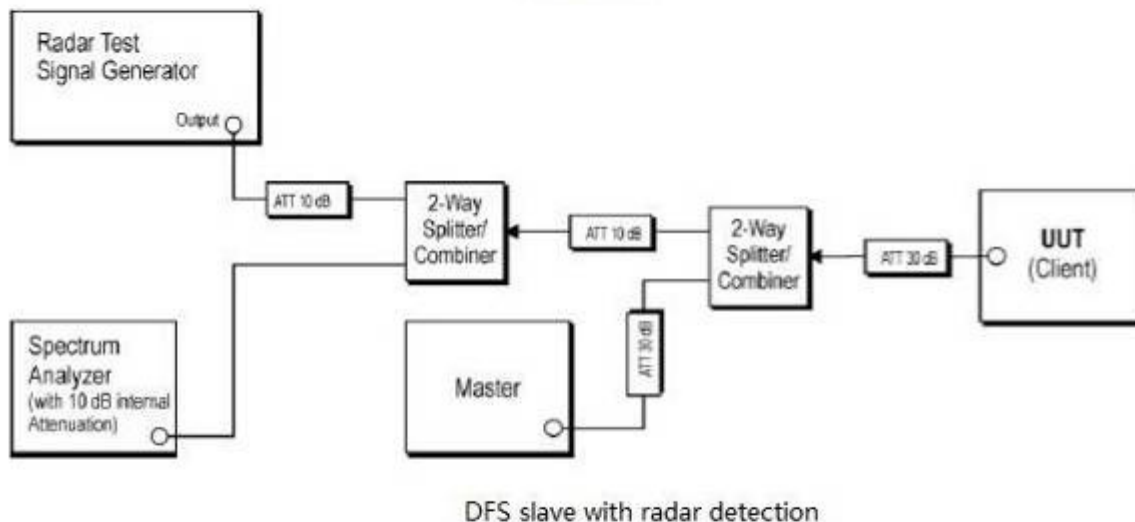 Radar Test
Signal Generator
Output
ATT 10 dB
2-Way
Splitter/
Combiner
ATT 10 dB
2-Way
Splitter/
Combiner
ATT 30 dB
UUT
(Client)
Spectrum
Analyzer
(with 10 dB internal
Attenuation)
Master
ATT 30 dB
DFS slave with radar detection